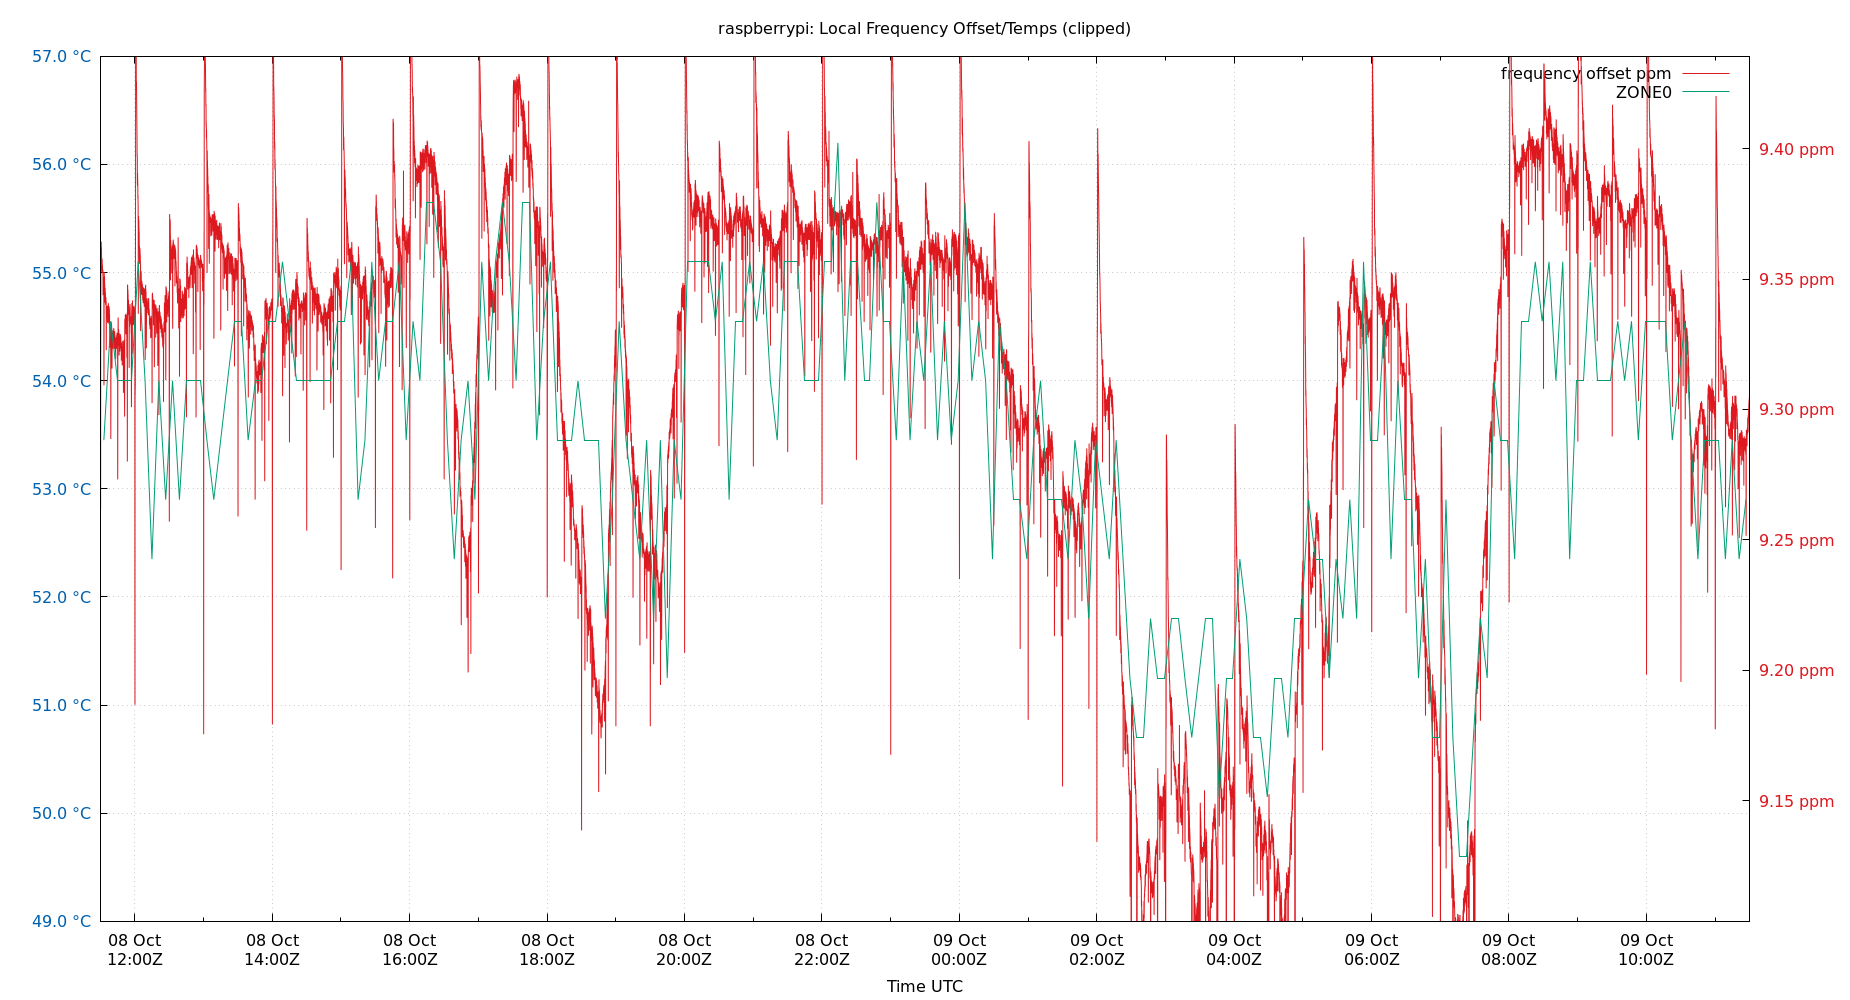 raspberrypi: Local Frequency Offset/Temps (clipped)
57.0 °C
56.0 °C
55.0 °C
54.0 °C
53.0 °C
52.0 °C
51.0 °C
50.0 °C
49.0 °C
frequency offset ppm
ZONE0
9.40 ppm
9.35 ppm
9.30 ppm
9.25 ppm
9.20 ppm
9.15 ppm
08 Oct 08 Oct 08 Oct 08 Oct 08 Oct 08 Oct 09 Oct 09 Oct 09 Oct 09 Oct 09 Oct 09 Oct
12:00Z 14:00Z 16:00Z 18:00Z 20:00Z 22:00Z 00:00Z 02:00Z 04:00Z 06:00Z 08:00Z 10:00Z
Time UTC